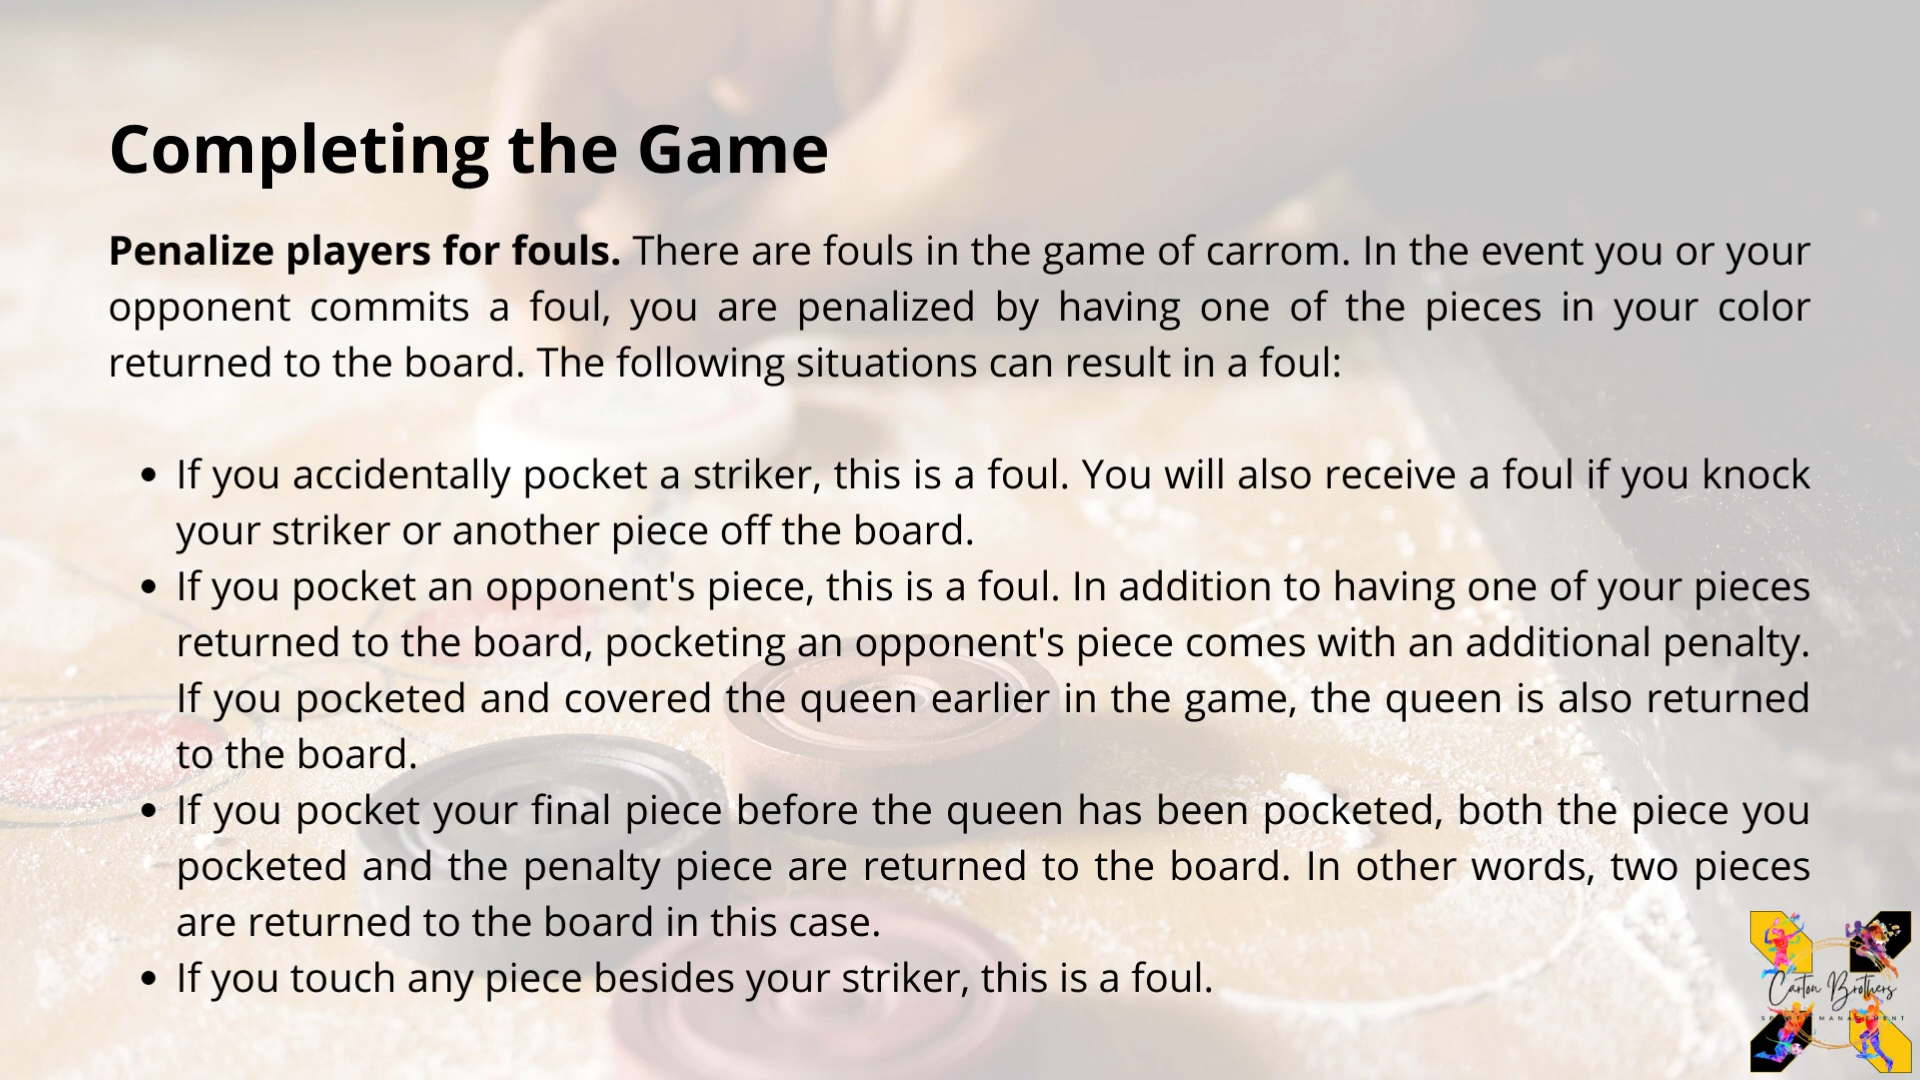 Completing the Game
Penalize players for fouls. There are fouls in the game of carrom. In the event you or your
opponent commits a foul, you are penalized by having one of the pieces in your color
returned to the board. The following situations can result in a foul:
• If you accidentally pocket a striker, this is a foul. You will also receive a foul if you knock
your striker or another piece off the board.
• If you pocket an opponent's piece, this is a foul. In addition to having one of your pieces
returned to the board, pocketing an opponent's piece comes with an additional penalty.
If you pocketed and covered the queen earlier in the game, the queen is also returned
to the board.
• If you pocket your final piece before the queen has been pocketed, both the piece you
pocketed and the penalty piece are returned to the board. In other words, two pieces
are returned to the board in this case.
• If you touch any piece besides your striker, this is a foul.
Carton Brothers